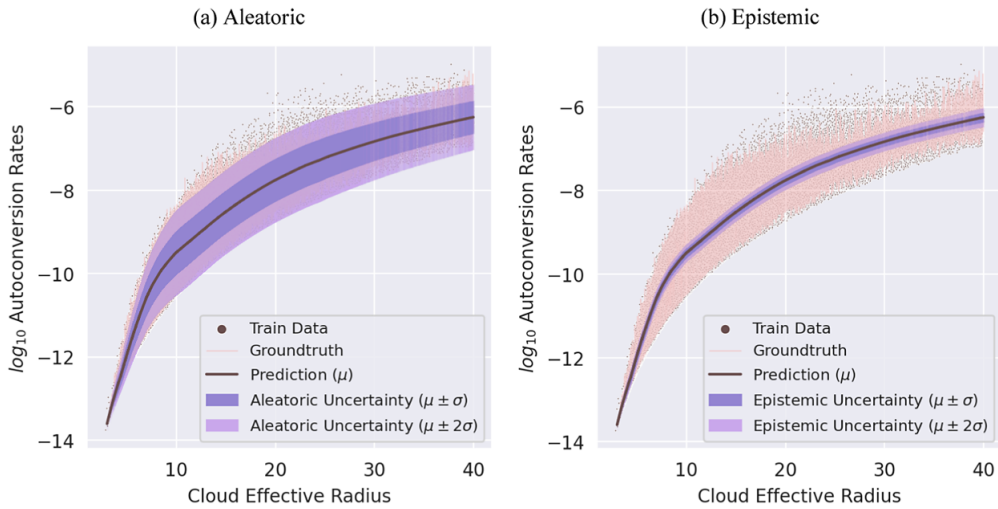 (a) Aleatoric
(b) Epistemic
log₁₀ Autoconversion Rates
−6
−8
−10
−12
−14
Train Data
Groundtruth
Prediction (μ)
Aleatoric Uncertainty (μ ± σ)
Aleatoric Uncertainty (μ ± 2σ)
10 20 30 40
Cloud Effective Radius
log₁₀ Autoconversion Rates
−6
−8
−10
−12
−14
Train Data
Groundtruth
Prediction (μ)
Epistemic Uncertainty (μ ± σ)
Epistemic Uncertainty (μ ± 2σ)
10 20 30 40
Cloud Effective Radius